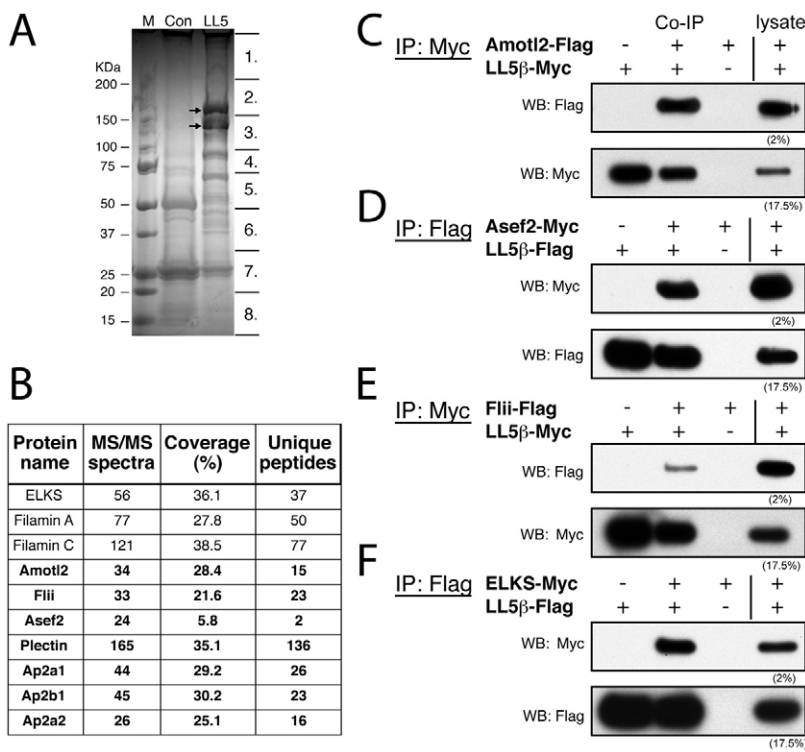 A
M Con LL5
KDa
200
150
100
75
50
37
25
20
15
1.
2.
3.
4.
5.
6.
7.
8.
B
Protein name MS/MS spectra Coverage (%) Unique peptides
ELKS 56 36.1 37
Filamin A 77 27.8 50
Filamin C 121 38.5 77
Amotl2 34 28.4 15
Flii 33 21.6 23
Asef2 24 5.8 2
Plectin 165 35.1 136
Ap2a1 44 29.2 26
Ap2b1 45 30.2 23
Ap2a2 26 25.1 16
C
Co-IP lysate
IP: Myc Amotl2-Flag - + + +
LL5β-Myc + + - +
WB: Flag
(2%)
WB: Myc
(17.5%)
D
IP: Flag Asef2-Myc - + + +
LL5β-Flag + + - +
WB: Myc
(2%)
WB: Flag
(17.5%)
E
IP: Myc Flii-Flag - + + +
LL5β-Myc + + - +
WB: Flag
(2%)
WB: Myc
(17.5%)
F
IP: Flag ELKS-Myc - + + +
LL5β-Flag + + - +
WB: Myc
(2%)
WB: Flag
(17.5%)